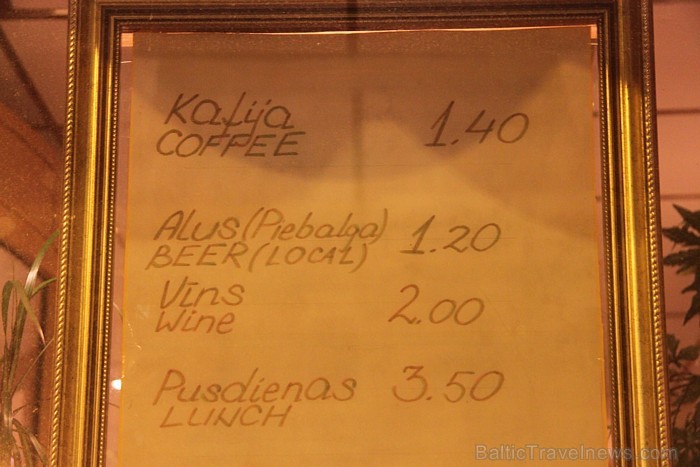 Kafija 1.40
COFFEE
Alus (Piebalga) 1.20
BEER (LOCAL)
Vīns 2.00
Wine
Pusdienas 3.50
LUNCH
BalticTravelnews.com